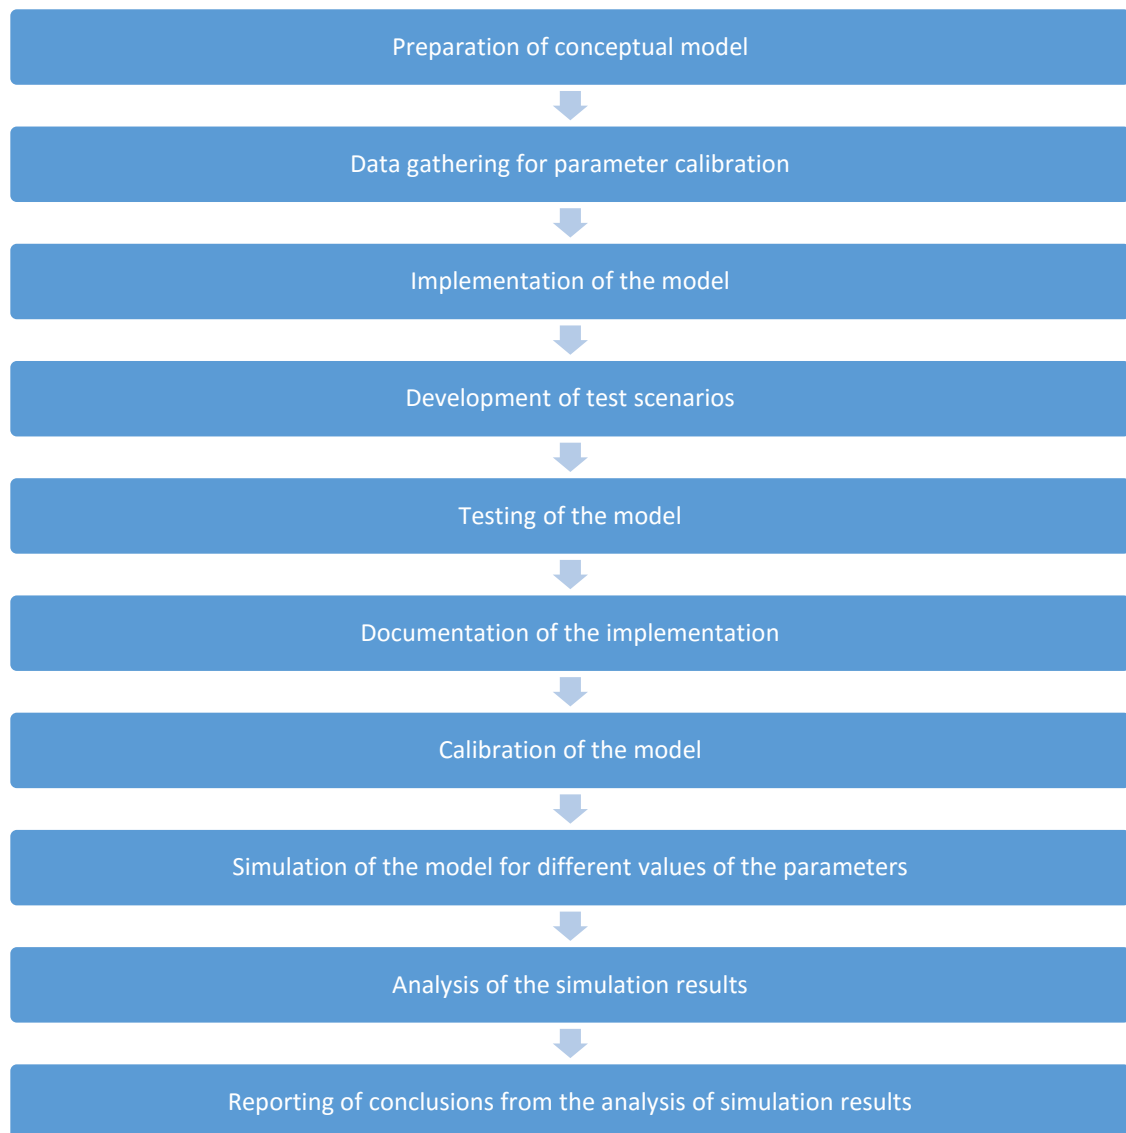 Preparation of conceptual model
Data gathering for parameter calibration
Implementation of the model
Development of test scenarios
Testing of the model
Documentation of the implementation
Calibration of the model
Simulation of the model for different values of the parameters
Analysis of the simulation results
Reporting of conclusions from the analysis of simulation results